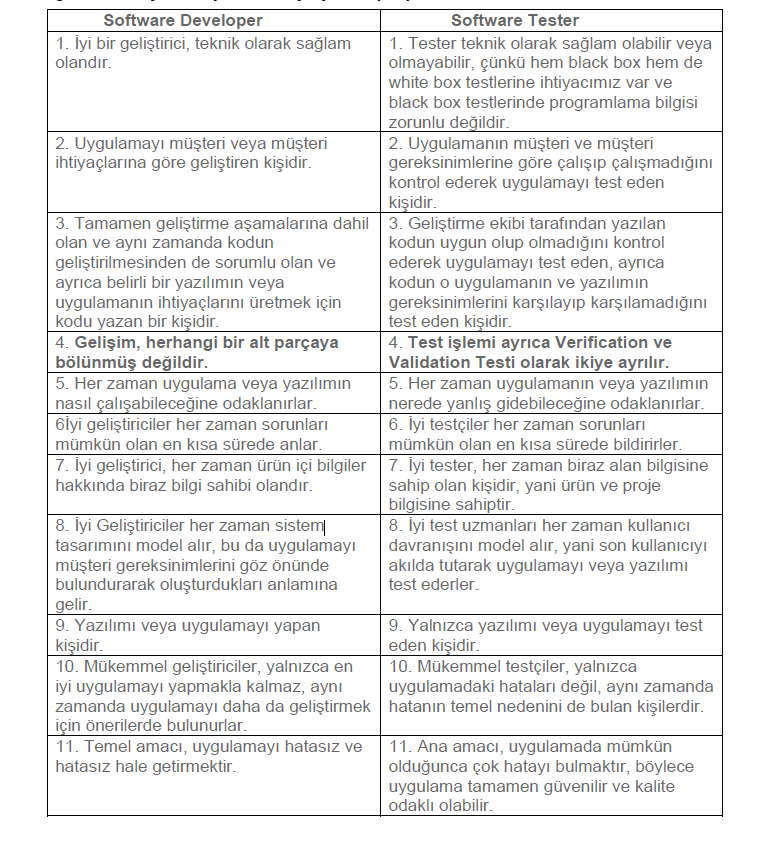 Software Developer
Software Tester
1. İyi bir geliştirici, teknik olarak sağlam
olandır.
1. Tester teknik olarak sağlam olabilir veya
olmayabilir, çünkü hem black box hem de
white box testlerine ihtiyacımız var ve
black box testlerinde programlama bilgisi
zorunlu değildir.
2. Uygulamayı müşteri veya müşteri
ihtiyaçlarına göre geliştiren kişidir.
2. Uygulamanın müşteri ve müşteri
gereksinimlerine göre çalışıp çalışmadığını
kontrol ederek uygulamayı test eden
kişidir.
3. Tamamen geliştirme aşamalarına dahil
olan ve aynı zamanda kodun
geliştirilmesinden de sorumlu olan ve
ayrıca belirli bir yazılımın veya
uygulamanın ihtiyaçlarını üretmek için
kodu yazan bir kişidir.
3. Geliştirme ekibi tarafından yazılan
kodun uygun olup olmadığını kontrol
ederek uygulamayı test eden, ayrıca
kodun o uygulamanın ve yazılımın
gereksinimlerini karşılayıp karşılamadığını
test eden kişidir.
4. Gelişim, herhangi bir alt parçaya
bölünmüş değildir.
4. Test işlemi ayrıca Verification ve
Validation Testi olarak ikiye ayrılır.
5. Her zaman uygulama veya yazılımın
nasıl çalışabileceğine odaklanırlar.
5. Her zaman uygulamanın veya yazılımın
nerede yanlış gidebileceğine odaklanırlar.
6İyi geliştiriciler her zaman sorunları
mümkün olan en kısa sürede anlar.
6. İyi testçiler her zaman sorunları
mümkün olan en kısa sürede bildirirler.
7. İyi geliştirici, her zaman ürün içi bilgiler
hakkında biraz bilgi sahibi olandır.
7. İyi tester, her zaman biraz alan bilgisine
sahip olan kişidir, yani ürün ve proje
bilgisine sahiptir.
8. İyi Geliştiriciler her zaman sistem
tasarımını model alır, bu da uygulamayı
müşteri gereksinimlerini göz önünde
bulundurarak oluşturdukları anlamına
gelir.
8. İyi test uzmanları her zaman kullanıcı
davranışını model alır, yani son kullanıcıyı
akılda tutarak uygulamayı veya yazılımı
test ederler.
9. Yazılımı veya uygulamayı yapan
kişidir.
9. Yalnızca yazılımı veya uygulamayı test
eden kişidir.
10. Mükemmel geliştiriciler, yalnızca en
iyi uygulamayı yapmakla kalmaz, aynı
zamanda uygulamayı daha da geliştirmek
için önerilerde bulunurlar.
10. Mükemmel testçiler, yalnızca
uygulamadaki hataları değil, aynı zamanda
hatanın temel nedenini de bulan kişilerdir.
11. Temel amacı, uygulamayı hatasız ve
hatasız hale getirmektir.
11. Ana amacı, uygulamada mümkün
olduğunca çok hatayı bulmaktır, böylece
uygulama tamamen güvenilir ve kalite
odaklı olabilir.